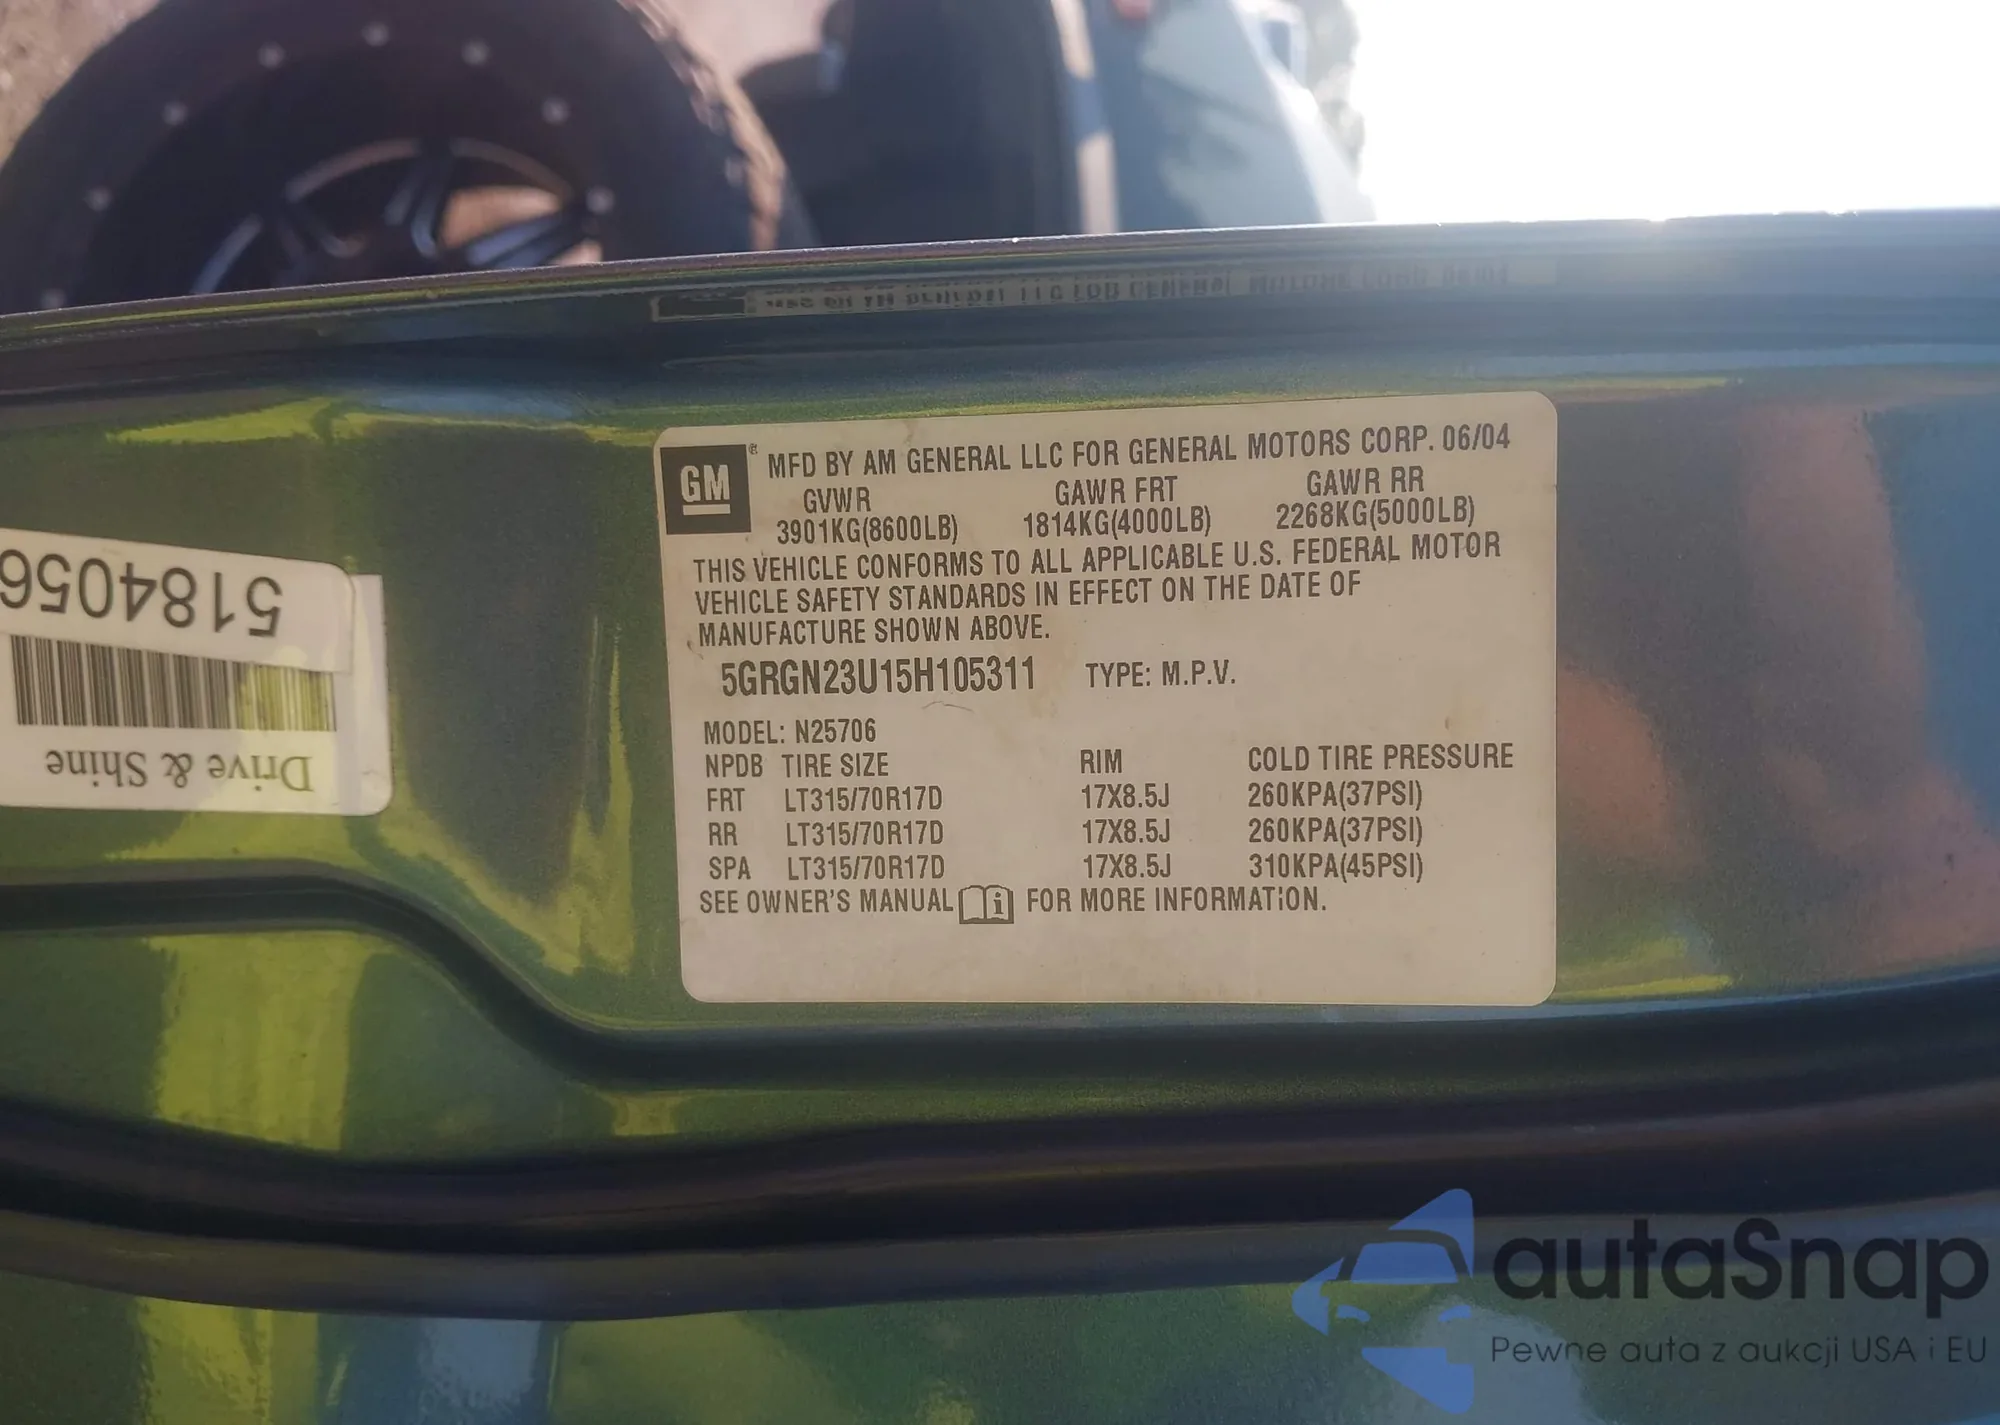 GM ® MFD BY AM GENERAL LLC FOR GENERAL MOTORS CORP. 06/04
GVWR GAWR FRT GAWR RR
3901KG(8600LB) 1814KG(4000LB) 2268KG(5000LB)
THIS VEHICLE CONFORMS TO ALL APPLICABLE U.S. FEDERAL MOTOR
VEHICLE SAFETY STANDARDS IN EFFECT ON THE DATE OF
MANUFACTURE SHOWN ABOVE.
5GRGN23U15H105311 TYPE: M.P.V.
MODEL: N25706
NPDB TIRE SIZE RIM COLD TIRE PRESSURE
FRT LT315/70R17D 17X8.5J 260KPA(37PSI)
RR LT315/70R17D 17X8.5J 260KPA(37PSI)
SPA LT315/70R17D 17X8.5J 310KPA(45PSI)
SEE OWNER'S MANUAL i FOR MORE INFORMATION.
Drive & Shine
5184056
autaSnap
Pewne auta z aukcji USA i EU